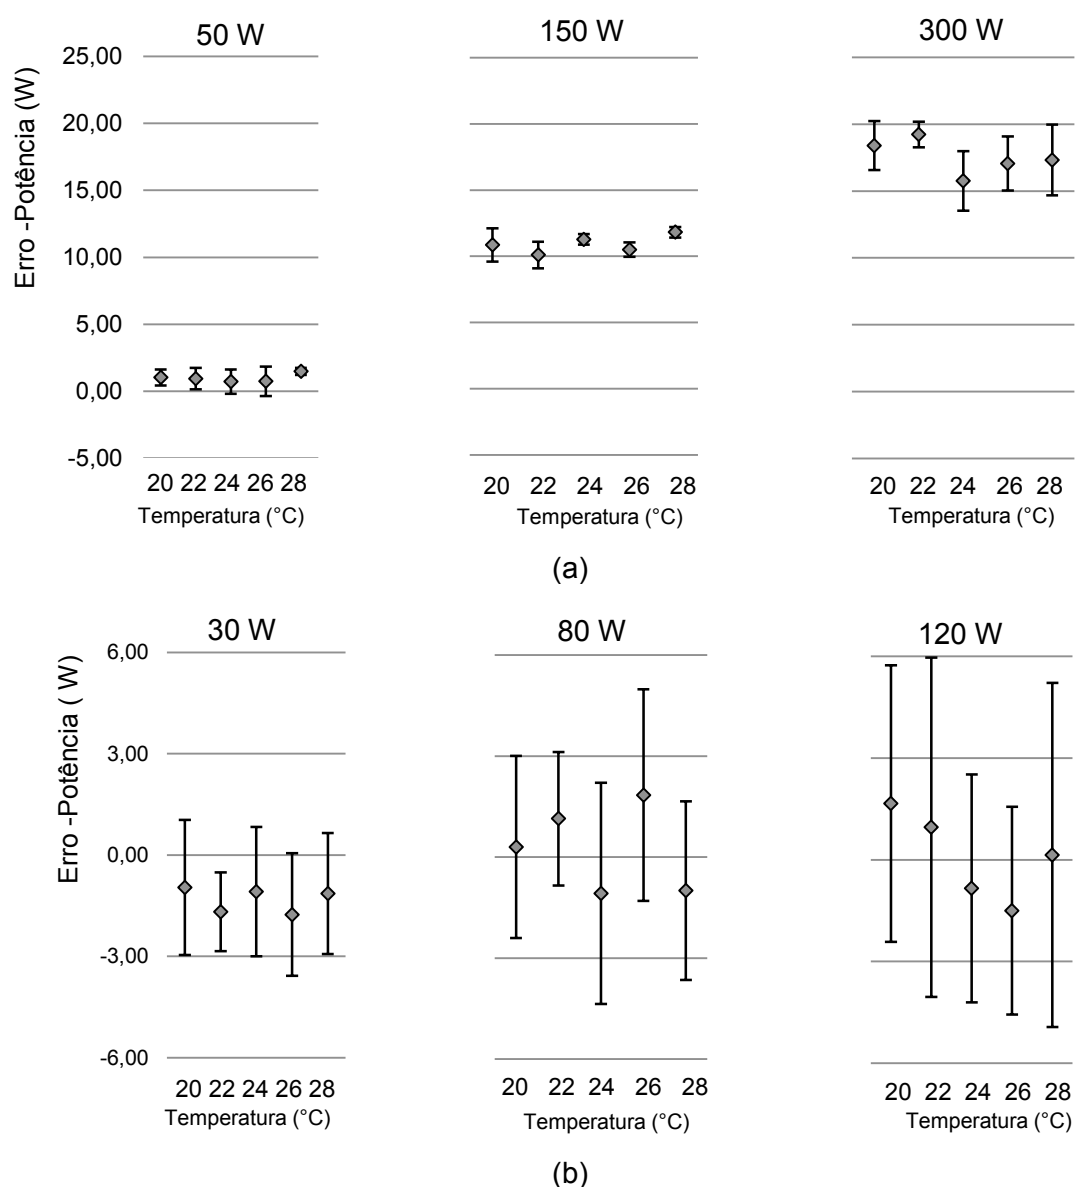 50 W
150 W
300 W
Erro -Potência (W)
25,00
20,00
15,00
10,00
5,00
0,00
-5,00
20 22 24 26 28
20 22 24 26 28
20 22 24 26 28
Temperatura (°C)
Temperatura (°C)
Temperatura (°C)
(a)
30 W
80 W
120 W
Erro -Potência ( W)
6,00
3,00
0,00
-3,00
-6,00
20 22 24 26 28
20 22 24 26 28
20 22 24 26 28
Temperatura (°C)
Temperatura (°C)
Temperatura (°C)
(b)